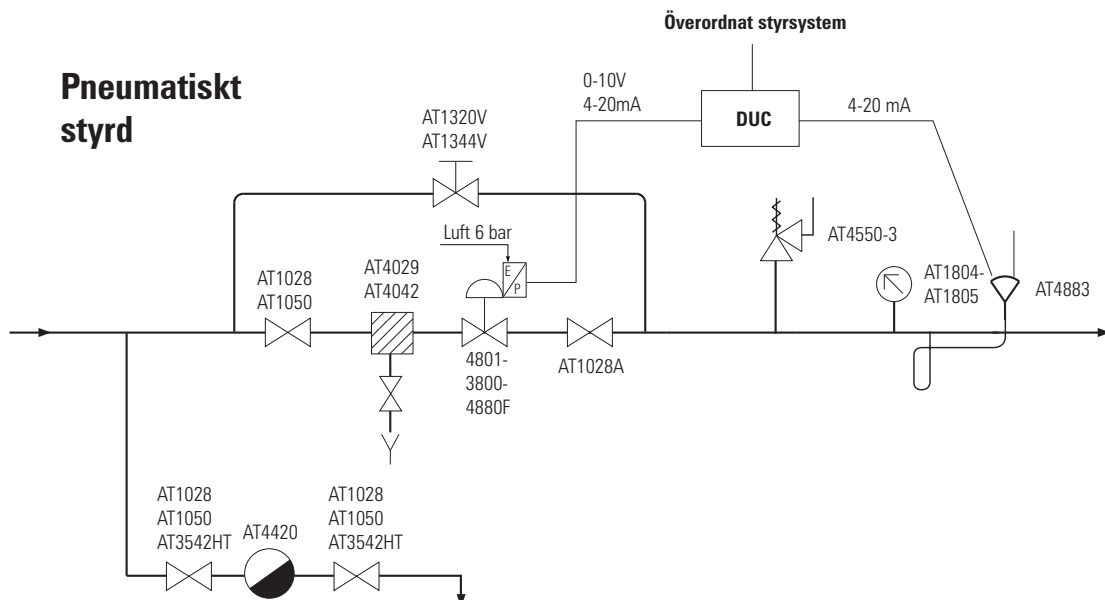 Överordnat styrsystem
Pneumatiskt
styrd
0-10V
4-20mA
DUC
4-20 mA
AT1320V
AT1344V
Luft 6 bar
E
P
AT4550-3
AT1028
AT1050
AT4029
AT4042
AT1804-
AT1805
AT4883
4801-
3800-
4880F
AT1028A
AT1028
AT1050
AT3542HT
AT4420
AT1028
AT1050
AT3542HT